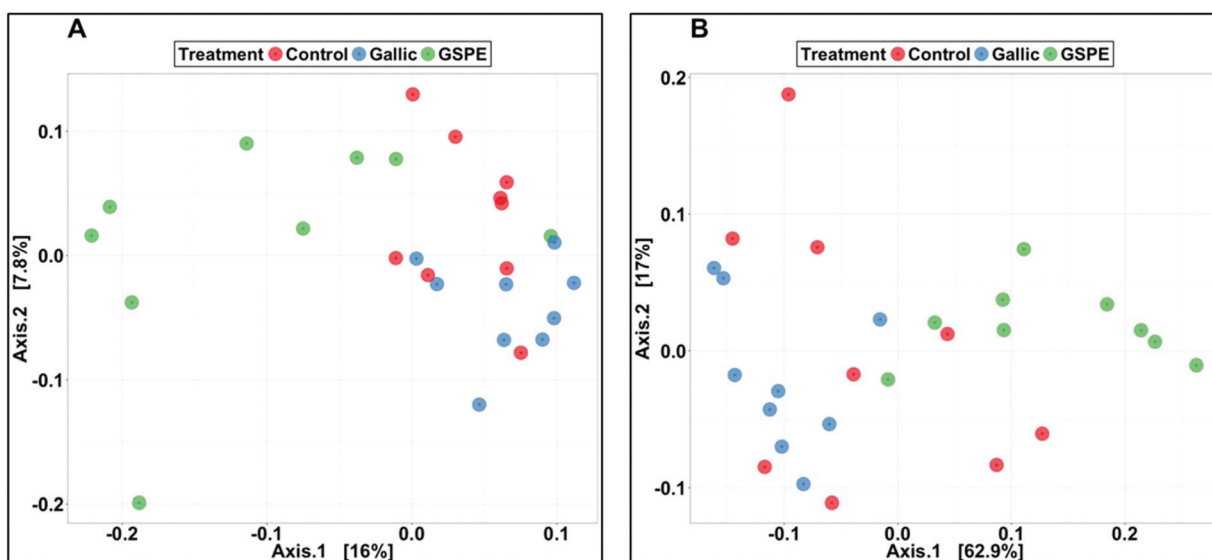 A
Treatment Control Gallic GSPE
0.1
0.0
-0.1
-0.2
Axis.2 [7.8%]
-0.2 -0.1 0.0 0.1
Axis.1 [16%]
B
Treatment Control Gallic GSPE
0.2
0.1
0.0
-0.1
Axis.2 [17%]
-0.1 0.0 0.1 0.2
Axis.1 [62.9%]